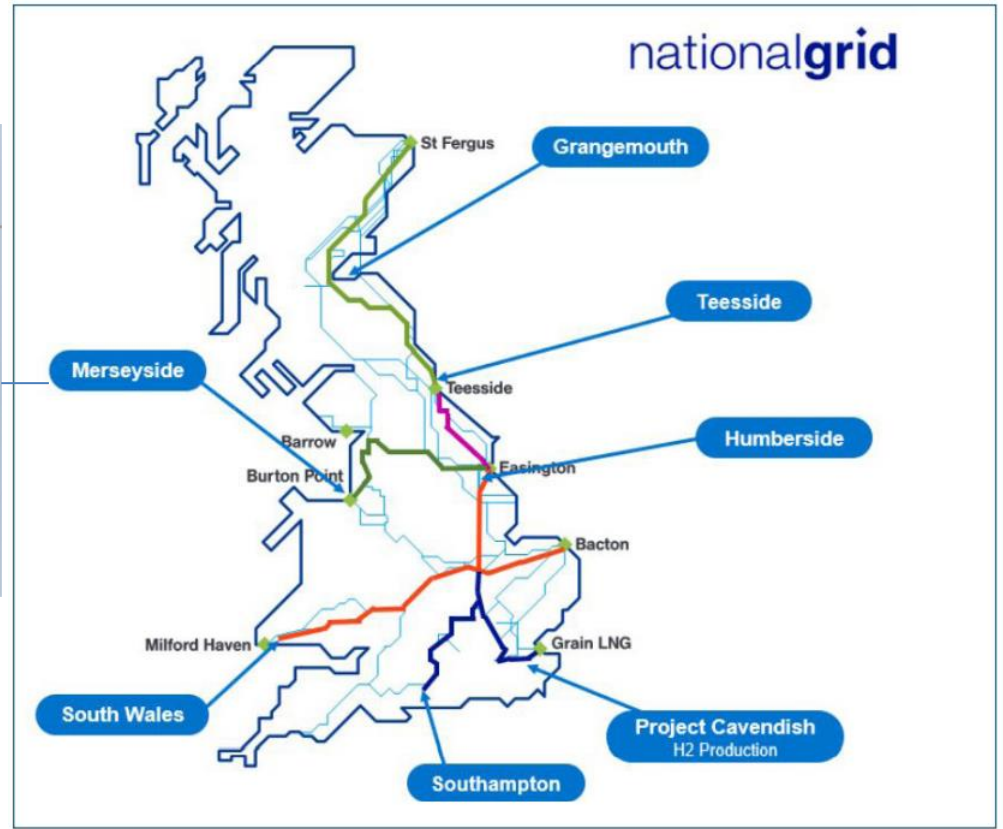 nationalgrid
St Fergus
Grangemouth
Teesside
Merseyside
Teesside
Humberside
Barrow
Easington
Burton Point
Bacton
Milford Haven
Grain LNG
South Wales
Project Cavendish
H2 Production
Southampton